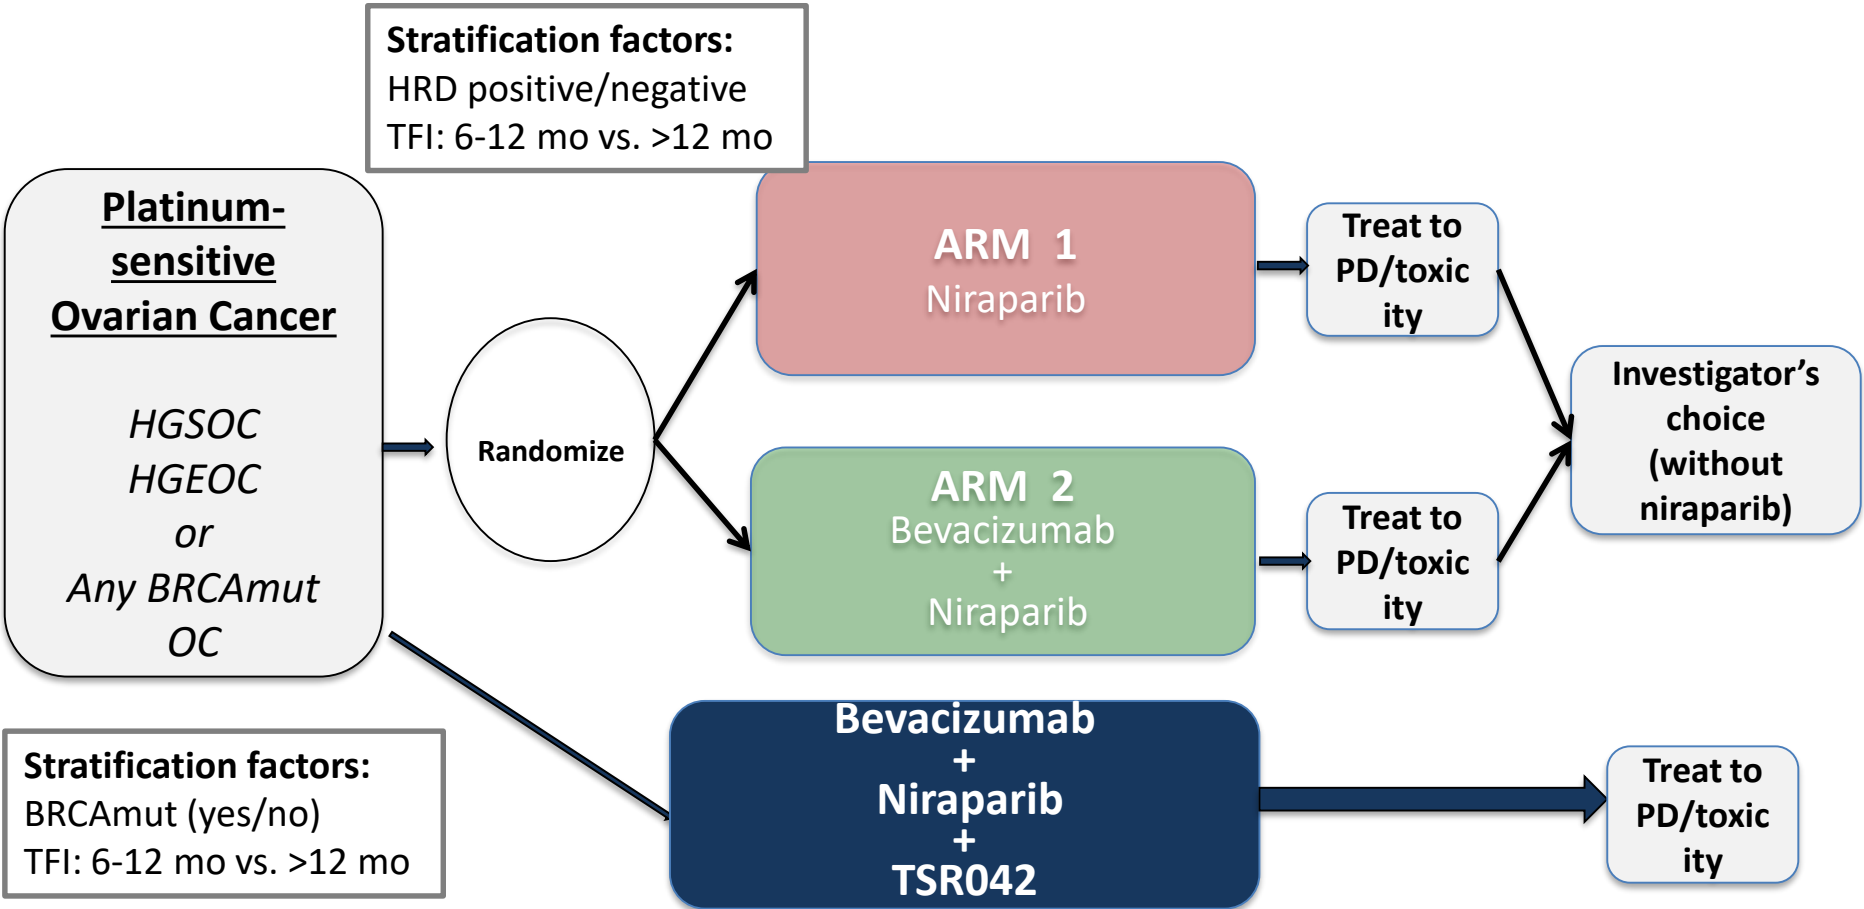 Stratification factors:
HRD positive/negative
TFI: 6-12 mo vs. >12 mo
Platinum-
sensitive
Ovarian Cancer
HGSOC
HGEOC
or
Any BRCAmut
OC
Randomize
ARM 1
Niraparib
Treat to
PD/toxic
ity
ARM 2
Bevacizumab
+
Niraparib
Treat to
PD/toxic
ity
Investigator’s
choice
(without
niraparib)
Stratification factors:
BRCAmut (yes/no)
TFI: 6-12 mo vs. >12 mo
Bevacizumab
+
Niraparib
+
TSR042
Treat to
PD/toxic
ity